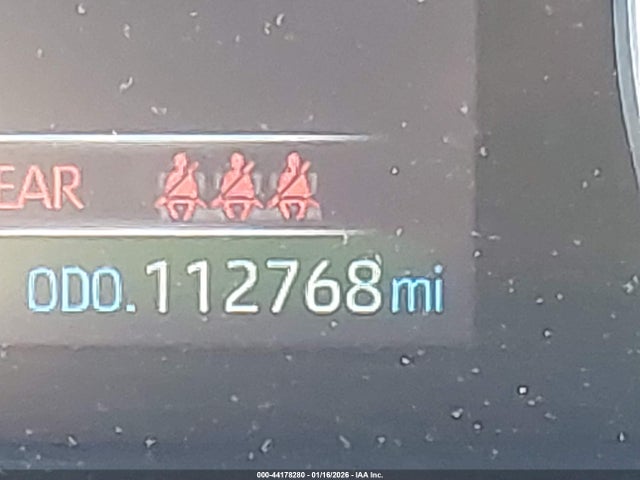 EAR
ODO.112768mi
000-44178280 - 01/16/2026 - IAA Inc.